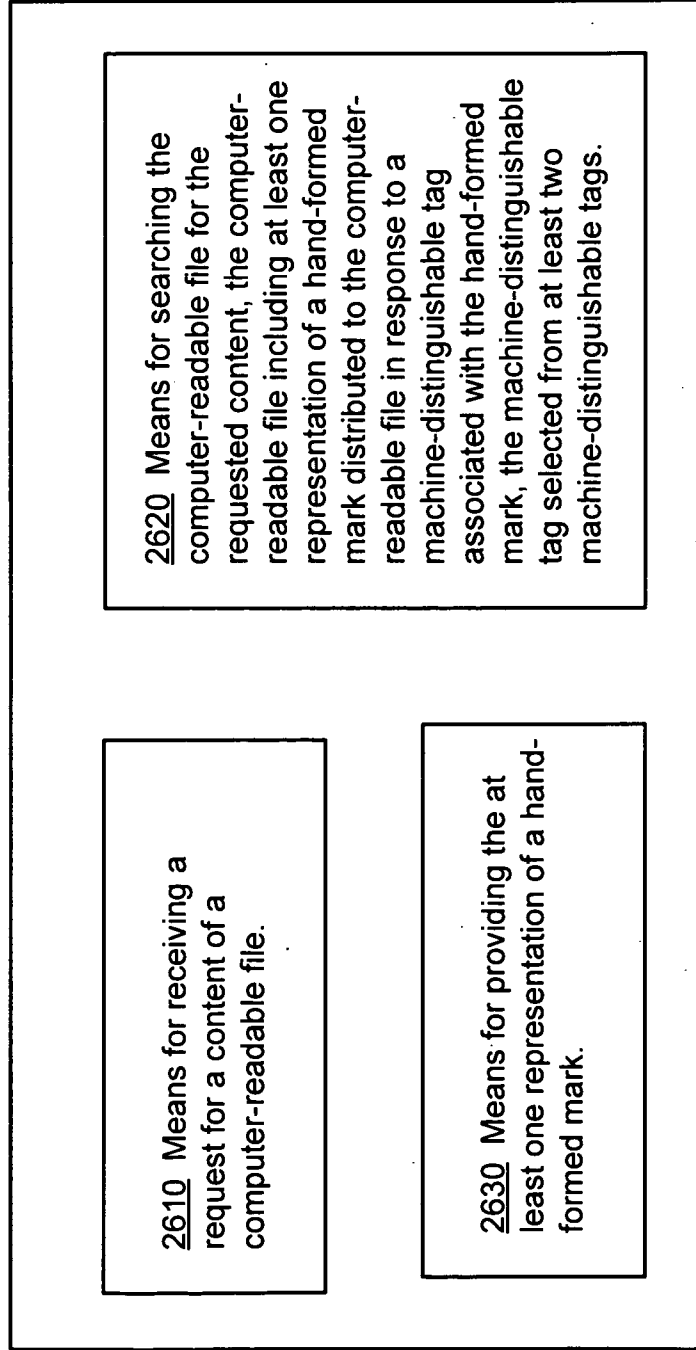 2610 Means for receiving a
request for a content of a
computer-readable file.
2620 Means for searching the
computer-readable file for the
requested content, the computer-
readable file including at least one
representation of a hand-formed
mark distributed to the computer-
readable file in response to a
machine-distinguishable tag
associated with the hand-formed
mark, the machine-distinguishable
tag selected from at least two
machine-distinguishable tags.
2630 Means for providing the at
least one representation of a hand-
formed mark.